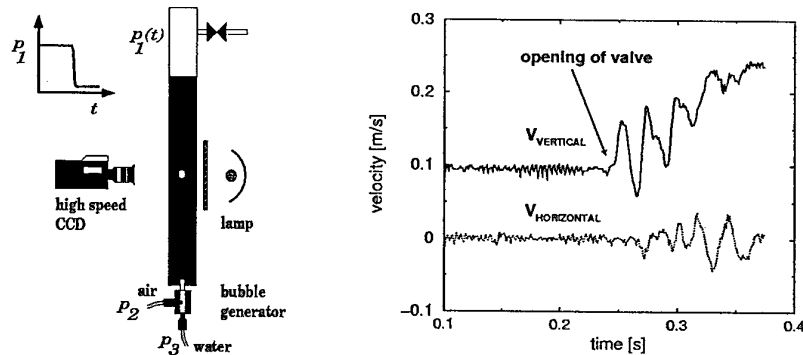 p1(t)
p1
t
high speed
CCD
lamp
air
p2
bubble
generator
p3
water
0.3
0.2
0.1
0
−0.1
velocity [m/s]
opening of valve
VVERTICAL
VHORIZONTAL
0.1
0.2
0.3
0.4
time [s]